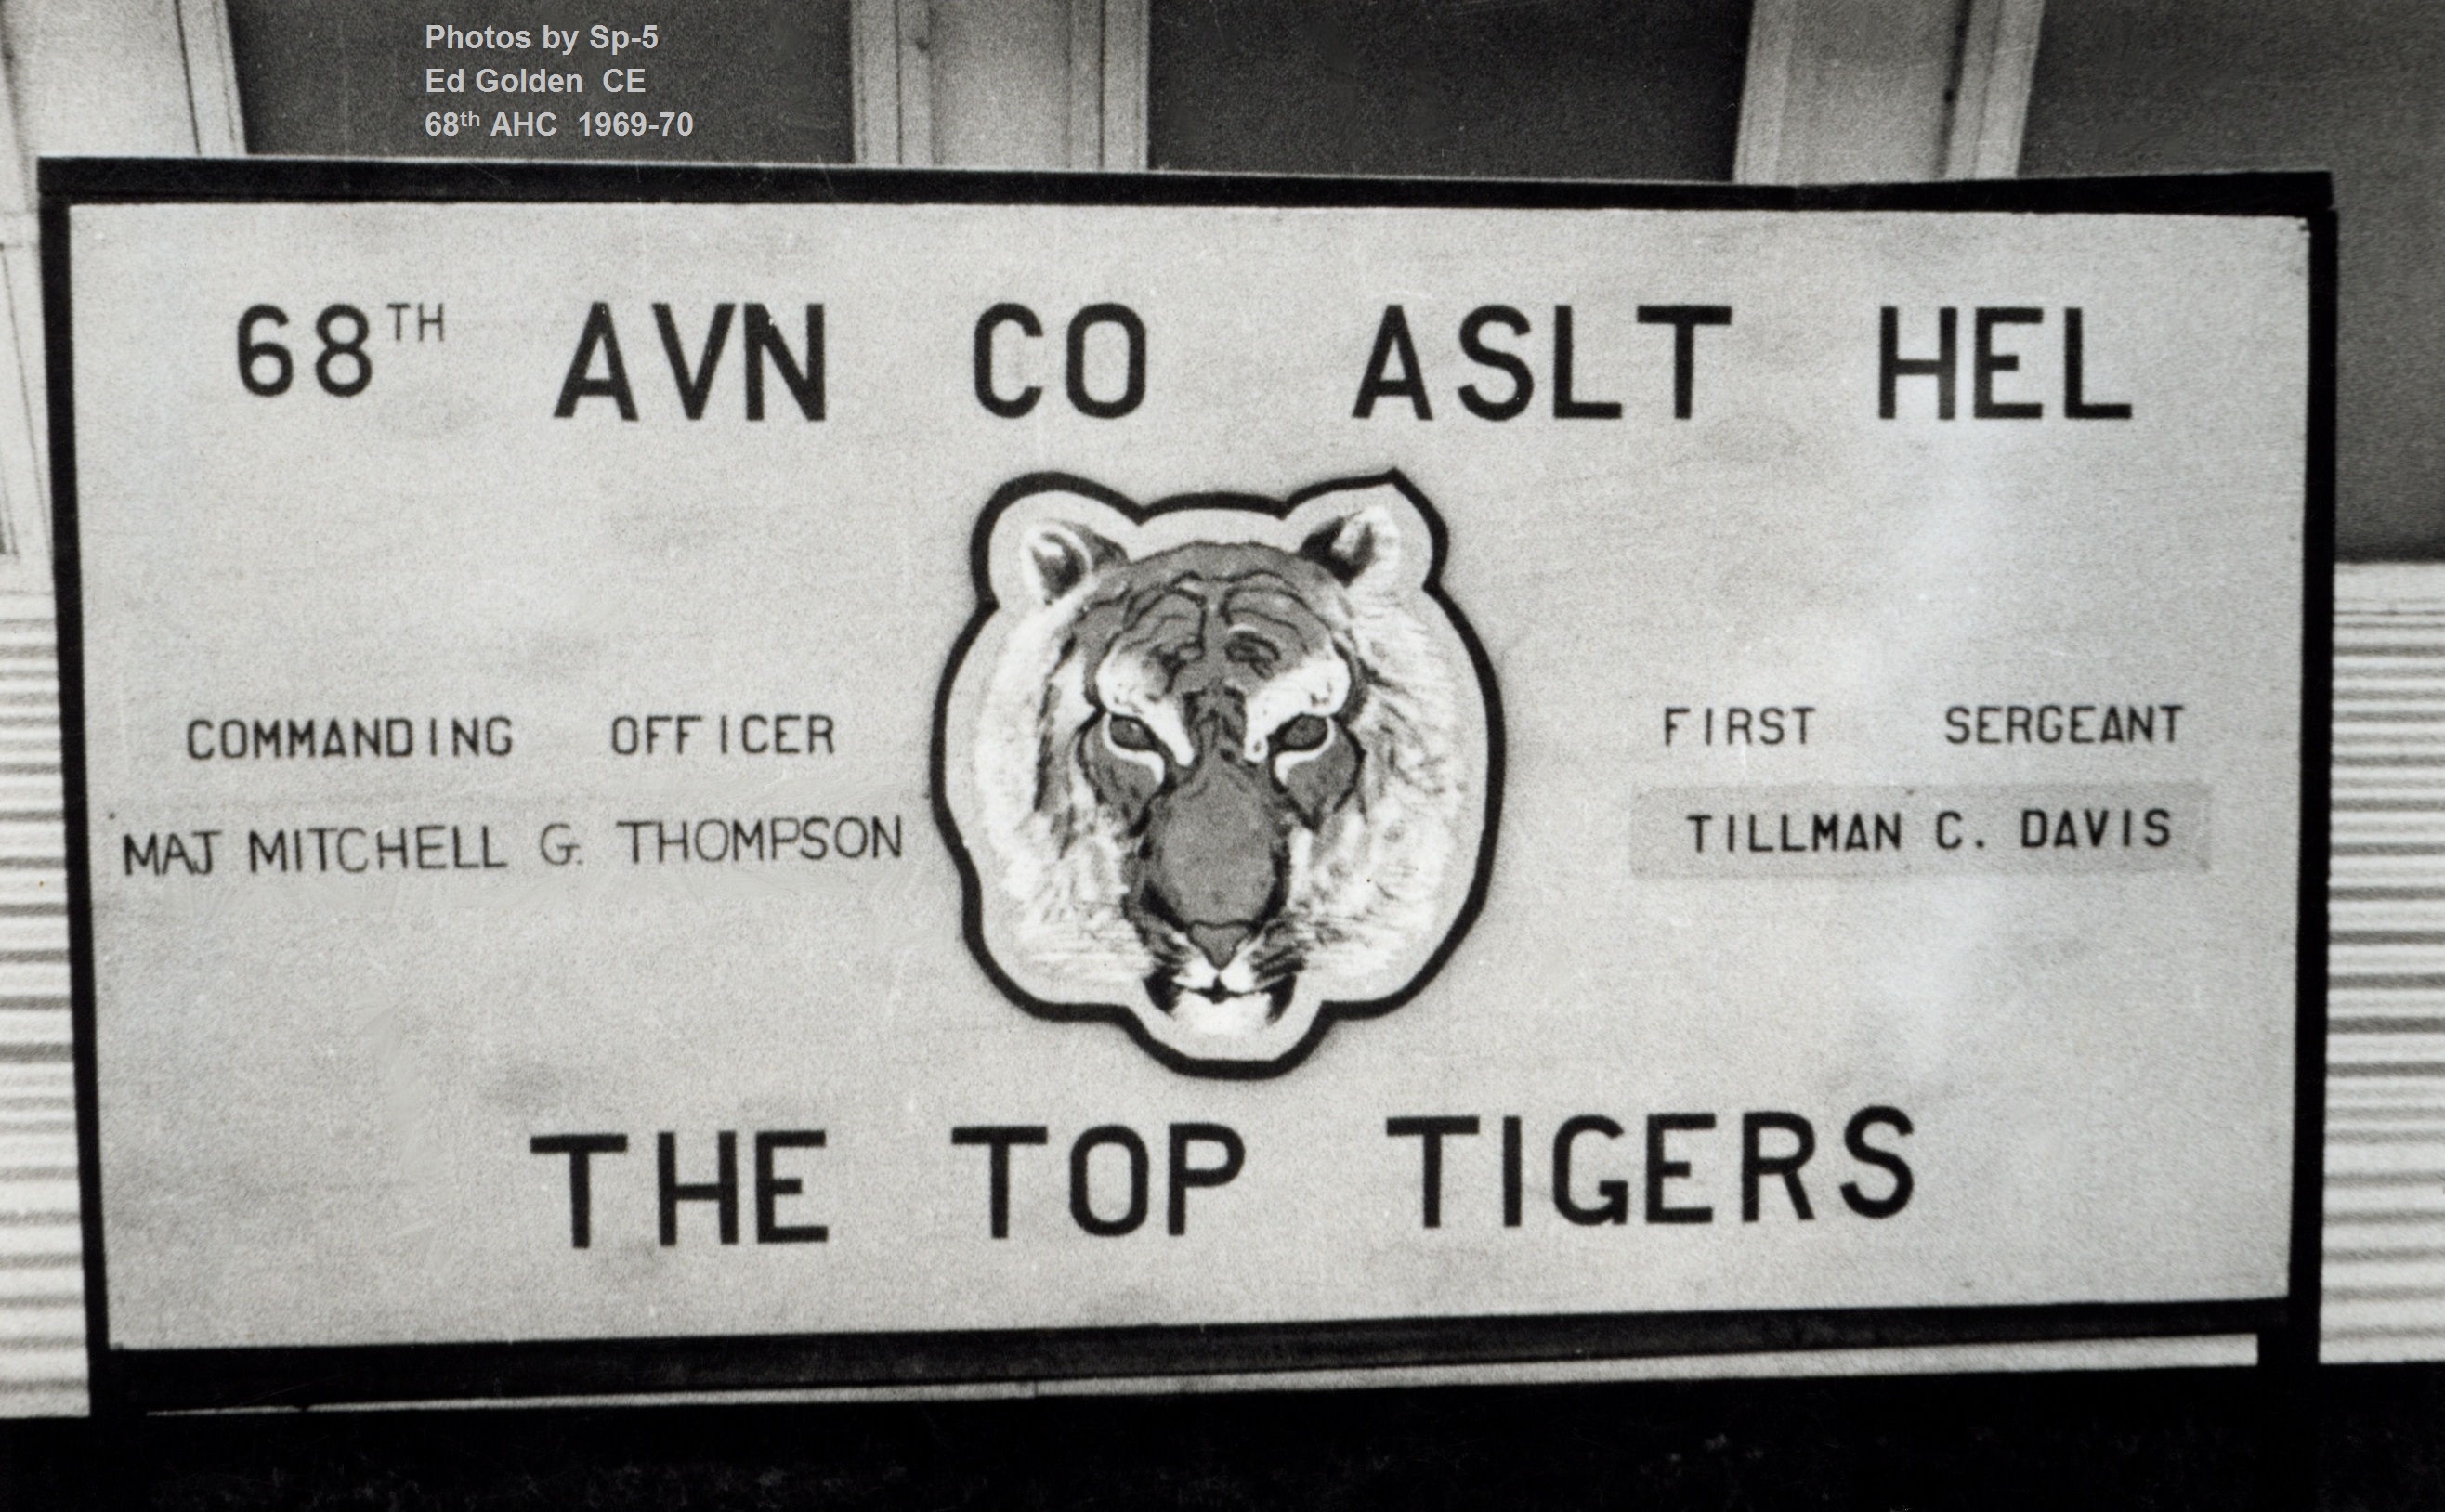 Photos by Sp-5
Ed Golden CE
68th AHC 1969-70
68TH AVN CO ASLT HEL
COMMANDING OFFICER
MAJ MITCHELL G. THOMPSON
FIRST SERGEANT
TILLMAN C. DAVIS
THE TOP TIGERS